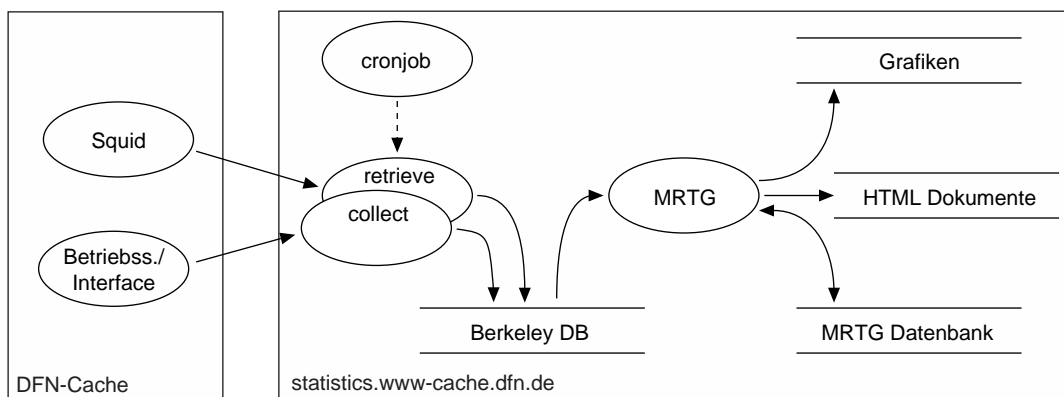 cronjob
Grafiken
Squid
retrieve
collect
MRTG
HTML Dokumente
Betriebss./
Interface
Berkeley DB
MRTG Datenbank
DFN-Cache
statistics.www-cache.dfn.de